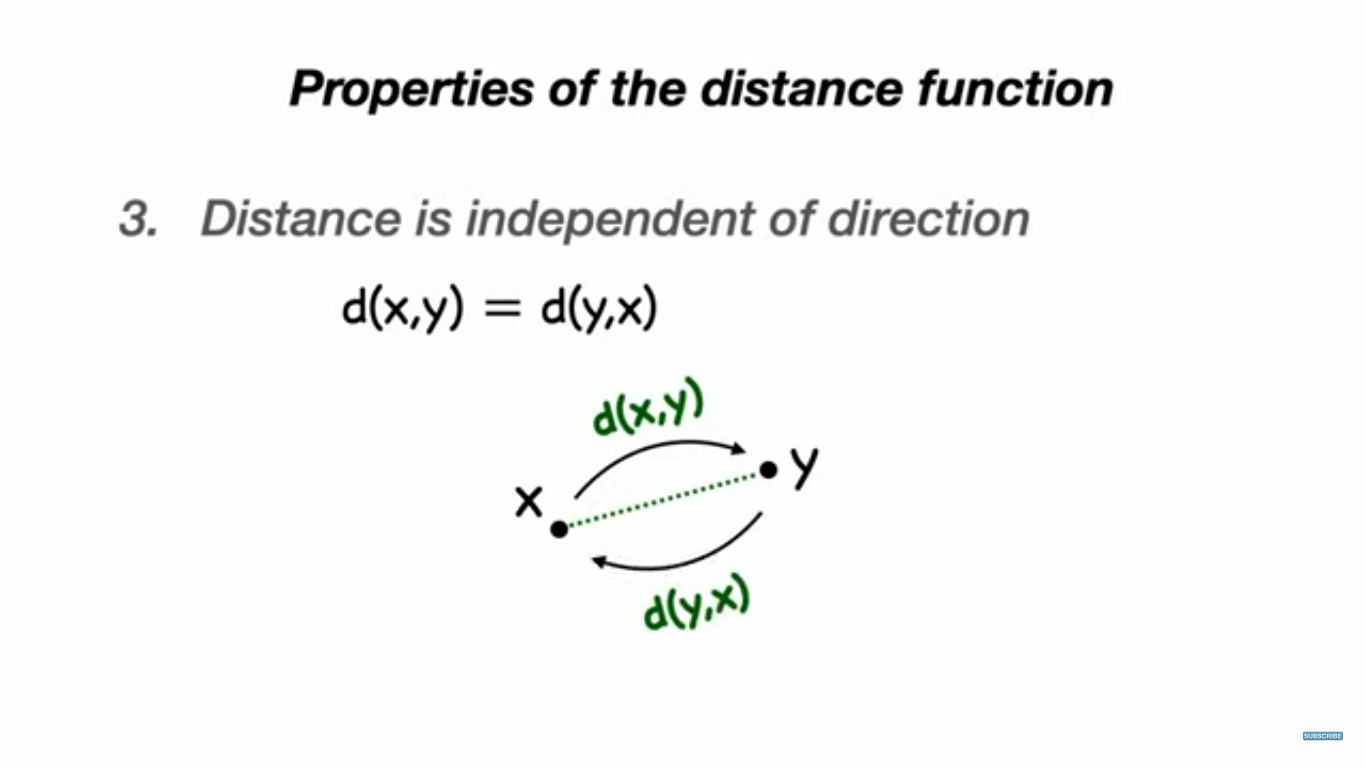 Properties of the distance function
3. Distance is independent of direction
d(x,y) = d(y,x)
d(x,y)
y
x
d(y,x)
SUBSCRIBE